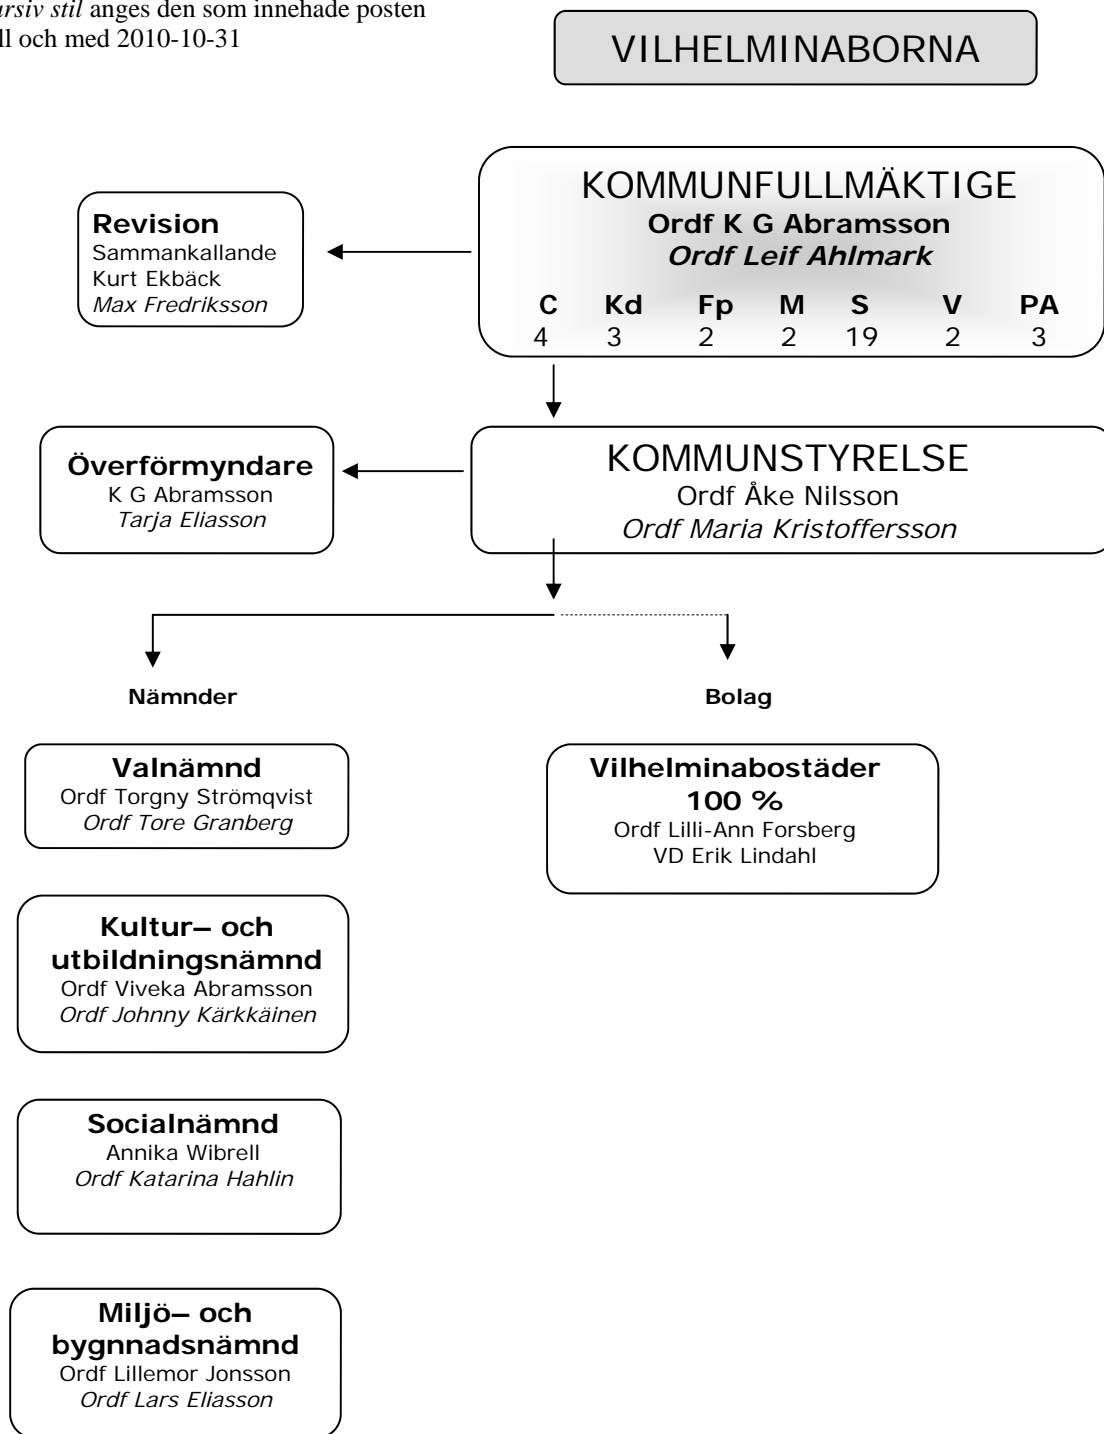 ursiv stil anges den som innehade posten
ll och med 2010-10-31
VILHELMINABORNA
KOMMUNFULLMÄKTIGE
Ordf K G Abramsson
Ordf Leif Ahlmark
C Kd Fp M S V PA
4 3 2 2 19 2 3
Revision
Sammankallande
Kurt Ekbäck
Max Fredriksson
Överförmyndare
K G Abramsson
Tarja Eliasson
KOMMUNSTYRELSE
Ordf Åke Nilsson
Ordf Maria Kristoffersson
Nämnder
Bolag
Valnämnd
Ordf Torgny Strömqvist
Ordf Tore Granberg
Vilhelminabostäder
100 %
Ordf Lilli-Ann Forsberg
VD Erik Lindahl
Kultur– och
utbildningsnämnd
Ordf Viveka Abramsson
Ordf Johnny Kärkkäinen
Socialnämnd
Annika Wibrell
Ordf Katarina Hahlin
Miljö– och
bygnnadsnämnd
Ordf Lillemor Jonsson
Ordf Lars Eliasson